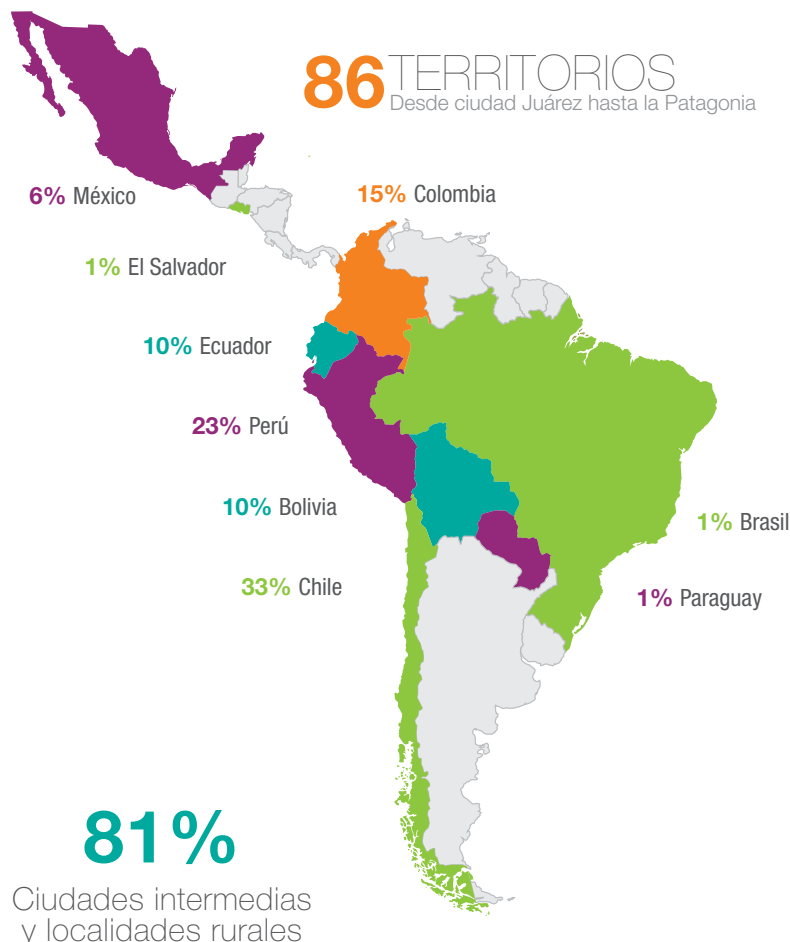 86 TERRITORIOS
Desde ciudad Juárez hasta la Patagonia
6% México
15% Colombia
1% El Salvador
10% Ecuador
23% Perú
10% Bolivia
1% Brasil
33% Chile
1% Paraguay
81%
Ciudades intermedias
y localidades rurales